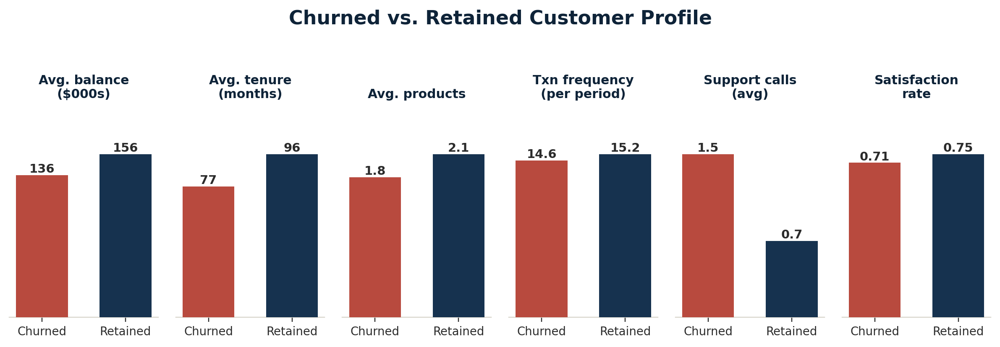 Churned vs. Retained Customer Profile
Avg. balance
($000s)
136
156
Churned
Retained
Avg. tenure
(months)
77
96
Churned
Retained
Avg. products
1.8
2.1
Churned
Retained
Txn frequency
(per period)
14.6
15.2
Churned
Retained
Support calls
(avg)
1.5
0.7
Churned
Retained
Satisfaction
rate
0.71
0.75
Churned
Retained